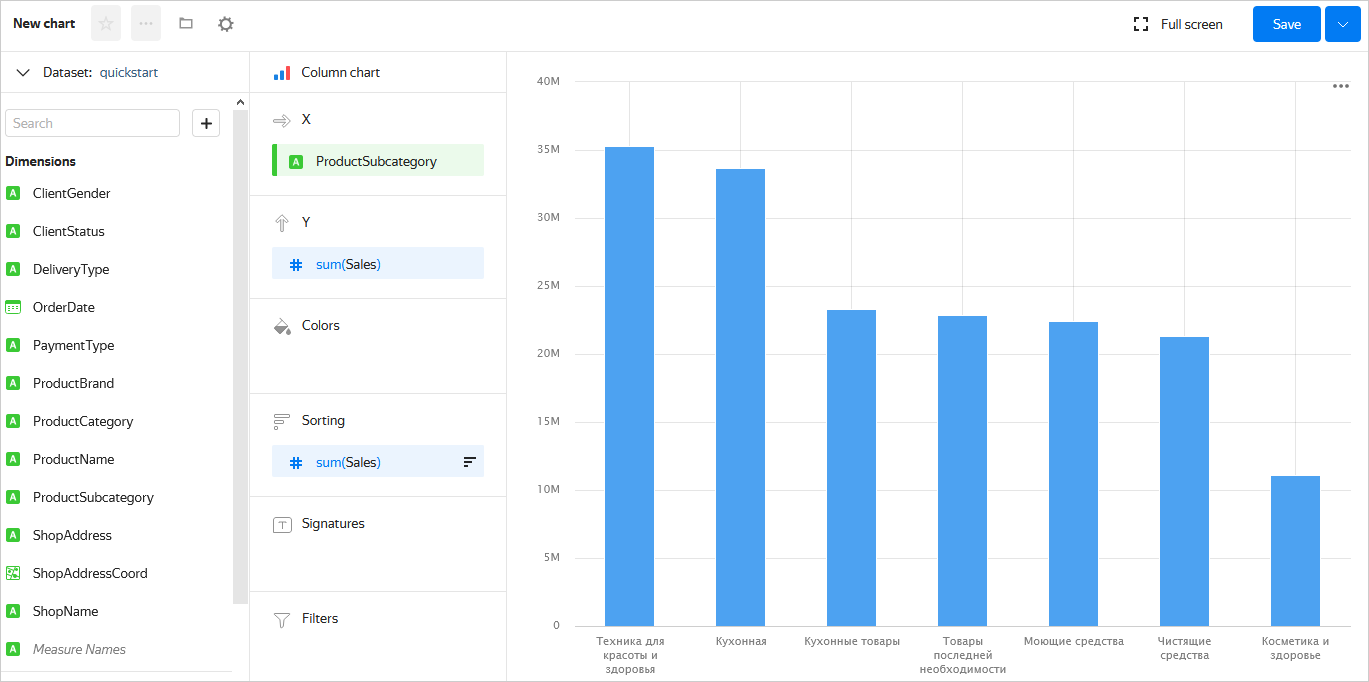 New chart
Full screen
Save
Dataset: quickstart
Search
Dimensions
ClientGender
ClientStatus
DeliveryType
OrderDate
PaymentType
ProductBrand
ProductCategory
ProductName
ProductSubcategory
ShopAddress
ShopAddressCoord
ShopName
Measure Names
Column chart
X
ProductSubcategory
Y
sum(Sales)
Colors
Sorting
sum(Sales)
Signatures
Filters
40M
35M
30M
25M
20M
15M
10M
5M
0
Техника для
красоты и
здоровья
Кухонная
Кухонные товары
Товары
последней
необходимости
Моющие средства
Чистящие
средства
Косметика и
здоровье